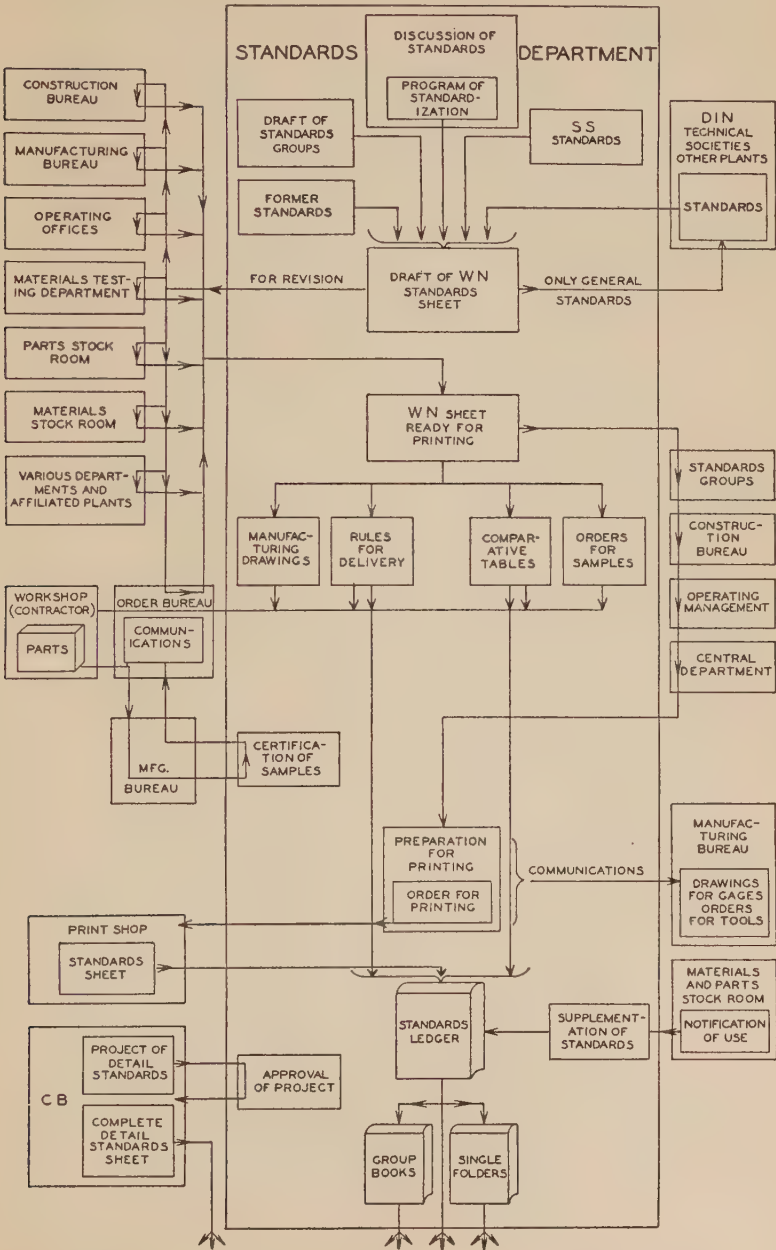 STANDARDS
DEPARTMENT
DISCUSSION OF
STANDARDS
PROGRAM OF
STANDARD-
IZATION
DRAFT OF
STANDARDS
GROUPS
SS
STANDARDS
FORMER
STANDARDS
DIN
TECHNICAL
SOCIETIES
OTHER PLANTS
STANDARDS
CONSTRUCTION
BUREAU
MANUFACTURING
BUREAU
OPERATING
OFFICES
MATERIALS TEST-
ING DEPARTMENT
PARTS STOCK
ROOM
MATERIALS
STOCK ROOM
VARIOUS DEPART-
MENTS AND
AFFILIATED PLANTS
FOR REVISION
DRAFT OF WN
STANDARDS
SHEET
ONLY GENERAL
STANDARDS
WN SHEET
READY FOR
PRINTING
STANDARDS
GROUPS
CONSTRUC-
TION
BUREAU
OPERATING
MANAGEMENT
CENTRAL
DEPARTMENT
MANUFAC-
TURING
DRAWINGS
RULES
FOR
DELIVERY
COMPAR-
ATIVE
TABLES
ORDERS
FOR
SAMPLES
WORKSHOP
(CONTRACTOR)
PARTS
ORDER BUREAU
COMMUN-
ICATIONS
MFG.
BUREAU
CERTIFICA-
TION OF
SAMPLES
PREPARATION
FOR
PRINTING
ORDER FOR
PRINTING
COMMUNICATIONS
MANUFAC-
TURING
BUREAU
DRAWINGS
FOR GAGES
ORDERS
FOR TOOLS
PRINT SHOP
STANDARDS
SHEET
STANDARDS
LEDGER
SUPPLEMENT-
ATION OF
STANDARDS
MATERIALS
AND PARTS
STOCK ROOM
NOTIFICATION
OF USE
CB
PROJECT OF
DETAIL
STANDARDS
APPROVAL
OF PROJECT
COMPLETE
DETAIL
STANDARDS
SHEET
GROUP
BOOKS
SINGLE
FOLDERS